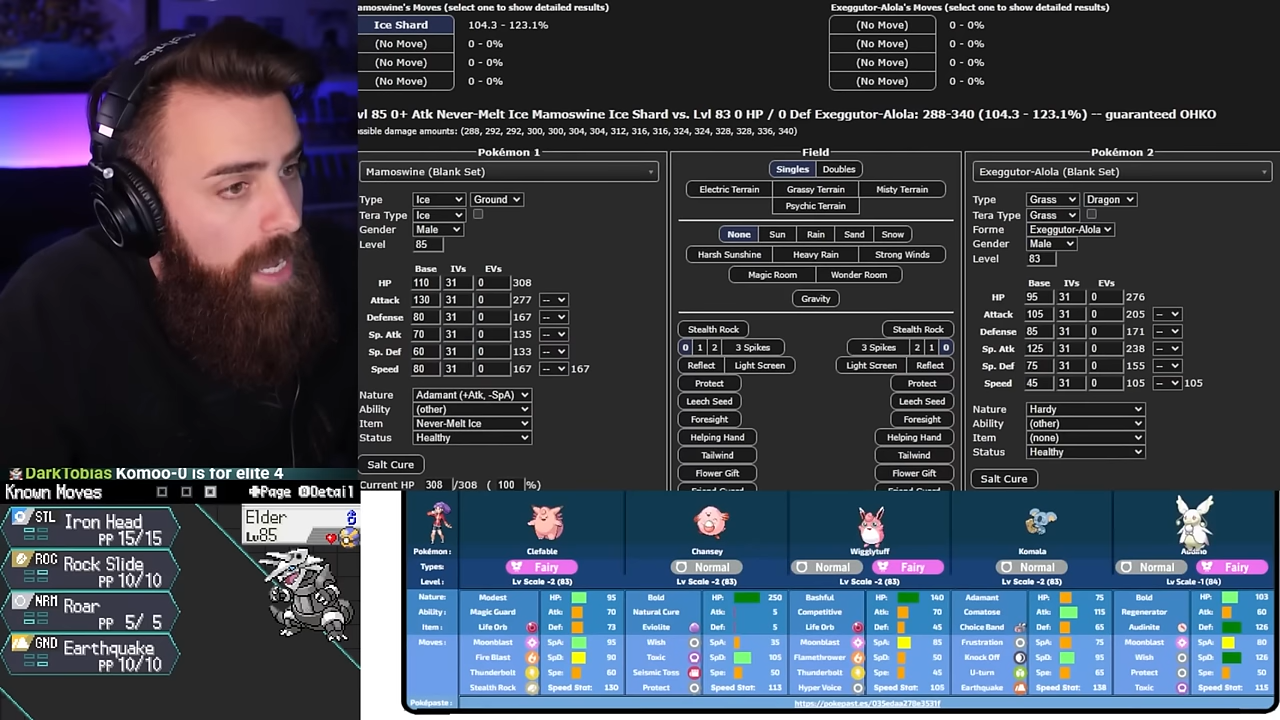 amoswine's Moves (select one to show detailed results)
Exeggutor-Alola's Moves (select one to show detailed results)
Ice Shard 104.3 - 123.1%
(No Move) 0 - 0%
(No Move) 0 - 0%
(No Move) 0 - 0%
(No Move) 0 - 0%
(No Move) 0 - 0%
(No Move) 0 - 0%
(No Move) 0 - 0%
vl 85 0+ Atk Never-Melt Ice Mamoswine Ice Shard vs. Lvl 83 0 HP / 0 Def Exeggutor-Alola: 288-340 (104.3 - 123.1%) -- guaranteed OHKO
ossible damage amounts: (288, 292, 292, 300, 300, 304, 304, 312, 316, 316, 324, 324, 328, 328, 336, 340)
Pokémon 1
Mamoswine (Blank Set)
Type Ice Ground
Tera Type Ice
Gender Male
Level 85
Base IVs EVs
HP 110 31 0 308
Attack 130 31 0 277 --
Defense 80 31 0 167 --
Sp. Atk 70 31 0 135 --
Sp. Def 60 31 0 133 --
Speed 80 31 0 167 -- 167
Nature Adamant (+Atk, -SpA)
Ability (other)
Item Never-Melt Ice
Status Healthy
Salt Cure
Current HP 308 /308 ( 100 %)
Field
Singles Doubles
Electric Terrain Grassy Terrain Misty Terrain
Psychic Terrain
None Sun Rain Sand Snow
Harsh Sunshine Heavy Rain Strong Winds
Magic Room Wonder Room
Gravity
Stealth Rock Stealth Rock
0 1 2 3 Spikes 3 Spikes 2 1 0
Reflect Light Screen Light Screen Reflect
Protect Protect
Leech Seed Leech Seed
Foresight Foresight
Helping Hand Helping Hand
Tailwind Tailwind
Flower Gift Flower Gift
Friend Guard Friend Guard
Pokémon 2
Exeggutor-Alola (Blank Set)
Type Grass Dragon
Tera Type Grass
Forme Exeggutor-Alola
Gender Male
Level 83
Base IVs EVs
HP 95 31 0 276
Attack 105 31 0 205 --
Defense 85 31 0 171 --
Sp. Atk 125 31 0 238 --
Sp. Def 75 31 0 155 --
Speed 45 31 0 105 -- 105
Nature Hardy
Ability (other)
Item (none)
Status Healthy
Salt Cure
DarkTobias Komoo-O is for elite 4
Known Moves Page Detail
STL Iron Head
PP 15/15
ROC Rock Slide
PP 10/10
NRM Roar
PP 5/ 5
GND Earthquake
PP 10/10
Elder
Lv85
Pokémon: Clefable Chansey Wigglytuff Komala Audino
Types: Fairy Normal Normal Fairy Normal Normal Fairy
Level: Lv Scale -2 (83) Lv Scale -2 (83) Lv Scale -2 (83) Lv Scale -2 (83) Lv Scale -1 (84)
Nature: Modest HP: 95 Bold HP: 250 Bashful HP: 140 Adamant HP: 75 Bold HP: 103
Ability: Magic Guard Atk: 70 Natural Cure Atk: 5 Competitive Atk: 70 Comatose Atk: 115 Regenerator Atk: 60
Item: Life Orb Def: 73 Eviolite Def: 5 Life Orb Def: 45 Choice Band Def: 65 Audinite Def: 126
Moves: Moonblast SpA: 95 Wish SpA: 35 Moonblast SpA: 85 Frustration SpA: 75 Moonblast SpA: 80
Fire Blast SpD: 90 Toxic SpD: 105 Flamethrower SpD: 50 Knock Off SpD: 95 Wish SpD: 126
Thunderbolt Spe: 60 Seismic Toss Spe: 50 Thunderbolt Spe: 45 U-turn Spe: 65 Protect Spe: 50
Stealth Rock Speed Stat: 130 Protect Speed Stat: 113 Hyper Voice Speed Stat: 105 Earthquake Speed Stat: 138 Toxic Speed Stat: 115
Poképaste: https://pokepast.es/035edaa278e3531f